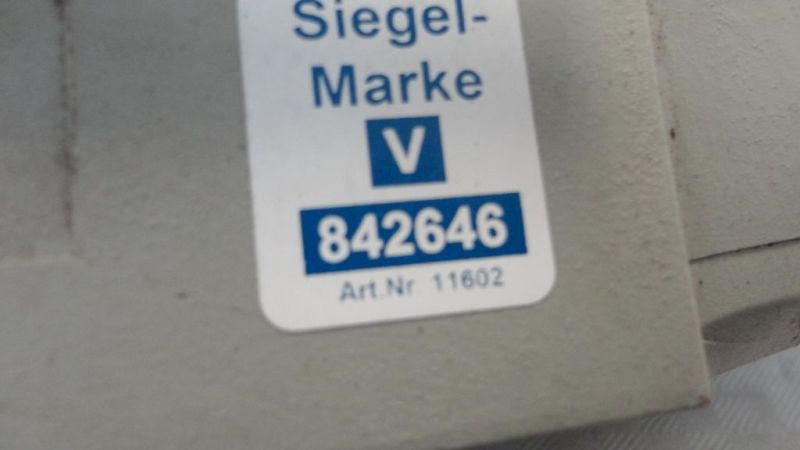 Siegel-
Marke
V
842646
Art.Nr 11602